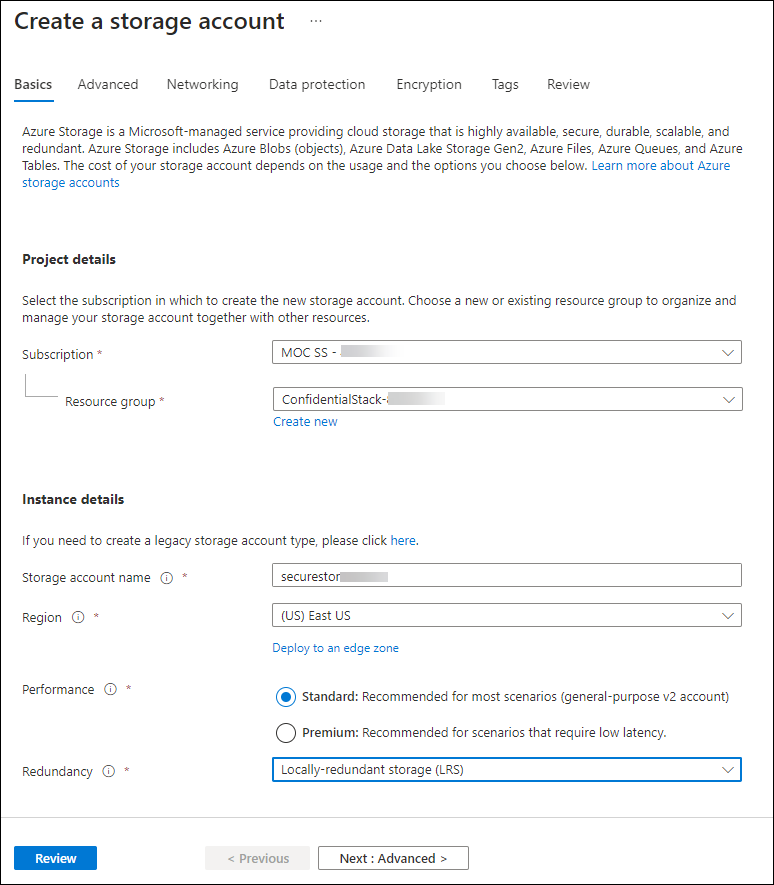 Create a storage account ...
Basics Advanced Networking Data protection Encryption Tags Review
Azure Storage is a Microsoft-managed service providing cloud storage that is highly available, secure, durable, scalable, and
redundant. Azure Storage includes Azure Blobs (objects), Azure Data Lake Storage Gen2, Azure Files, Azure Queues, and Azure
Tables. The cost of your storage account depends on the usage and the options you choose below. Learn more about Azure
storage accounts
Project details
Select the subscription in which to create the new storage account. Choose a new or existing resource group to organize and
manage your storage account together with other resources.
Subscription * MOC SS -
Resource group * ConfidentialStack-
Create new
Instance details
If you need to create a legacy storage account type, please click here.
Storage account name * securestor
Region * (US) East US
Deploy to an edge zone
Performance * Standard: Recommended for most scenarios (general-purpose v2 account)
Premium: Recommended for scenarios that require low latency.
Redundancy * Locally-redundant storage (LRS)
Review < Previous Next : Advanced >